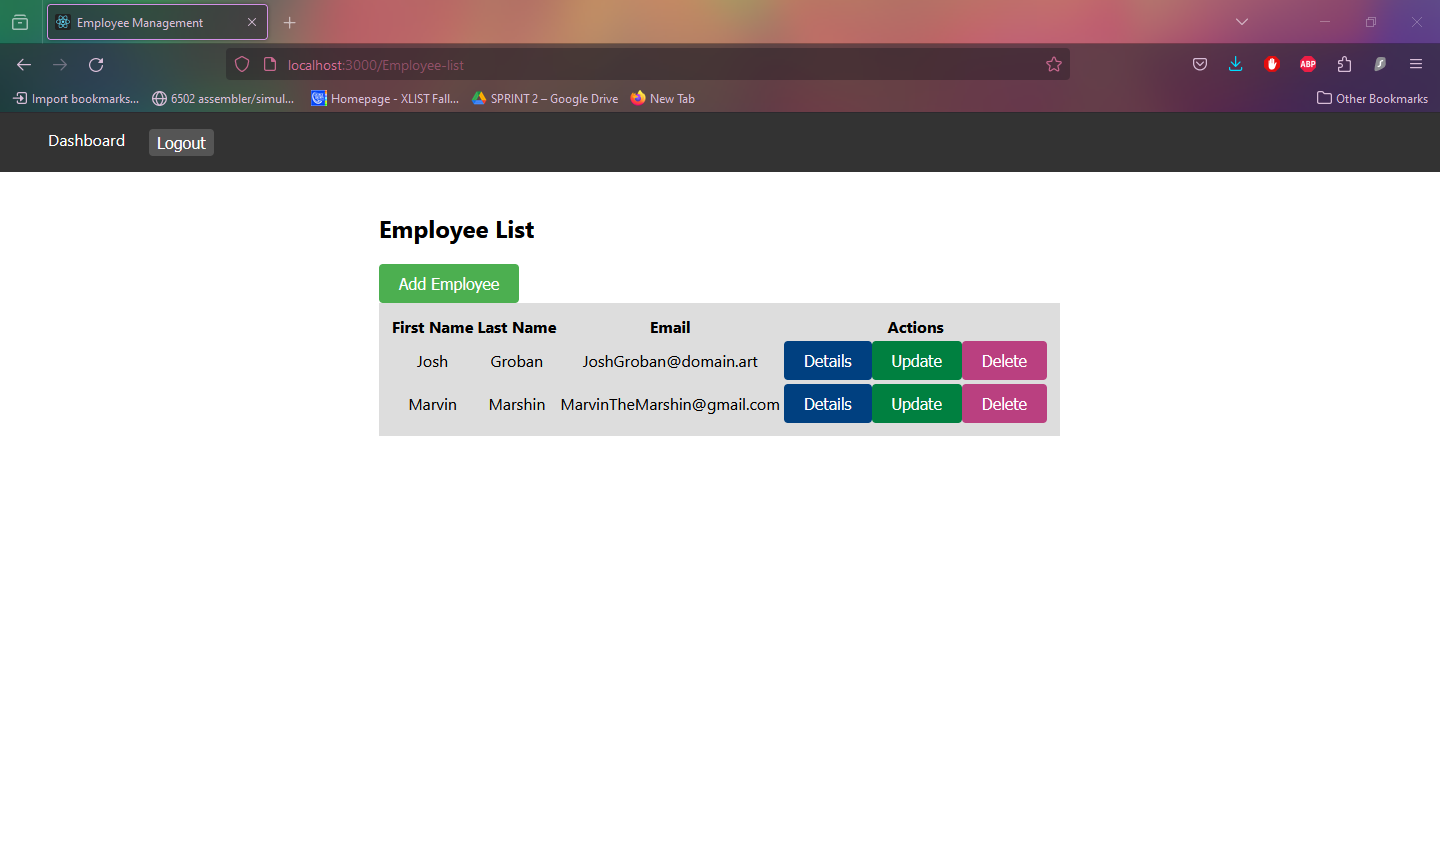 Employee Management
localhost:3000/Employee-list
ABP
Import bookmarks... 6502 assembler/simul... Homepage - XLIST Fall... SPRINT 2 – Google Drive New Tab Other Bookmarks
Dashboard Logout
Employee List
Add Employee
First Name Last Name Email Actions
Josh Groban JoshGroban@domain.art Details Update Delete
Marvin Marshin MarvinTheMarshin@gmail.com Details Update Delete